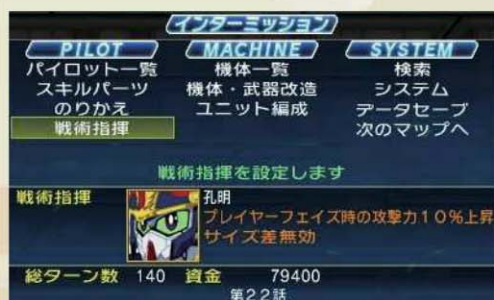 インターミッション
PILOT MACHINE SYSTEM
パイロット一覧 機体一覧 検索
スキルパーツ 機体・武器改造 システム
のりかえ ユニット編成 データセーブ
戦術指揮 次のマップへ
戦術指揮を設定します
戦術指揮 孔明
プレイヤーフェイズ時の攻撃力10%上昇
サイズ差無効
総ターン数 140 資金 79400
第22話